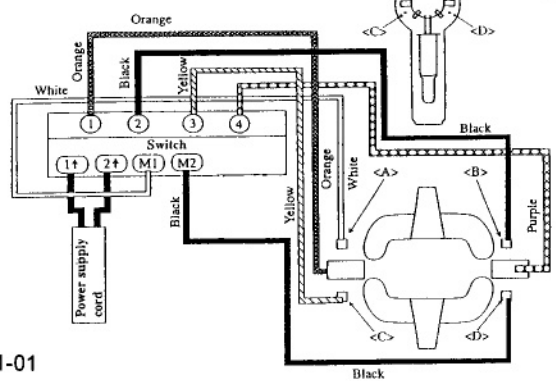 <C>
<D>
Orange
Orange
Black
Yellow
White
1
2
3
4
Black
Switch
1↑
2↑
M1
M2
Orange
White
<A>
<B>
Black
Yellow
Purple
Power supply
cord
<C>
<D>
1-01
Black